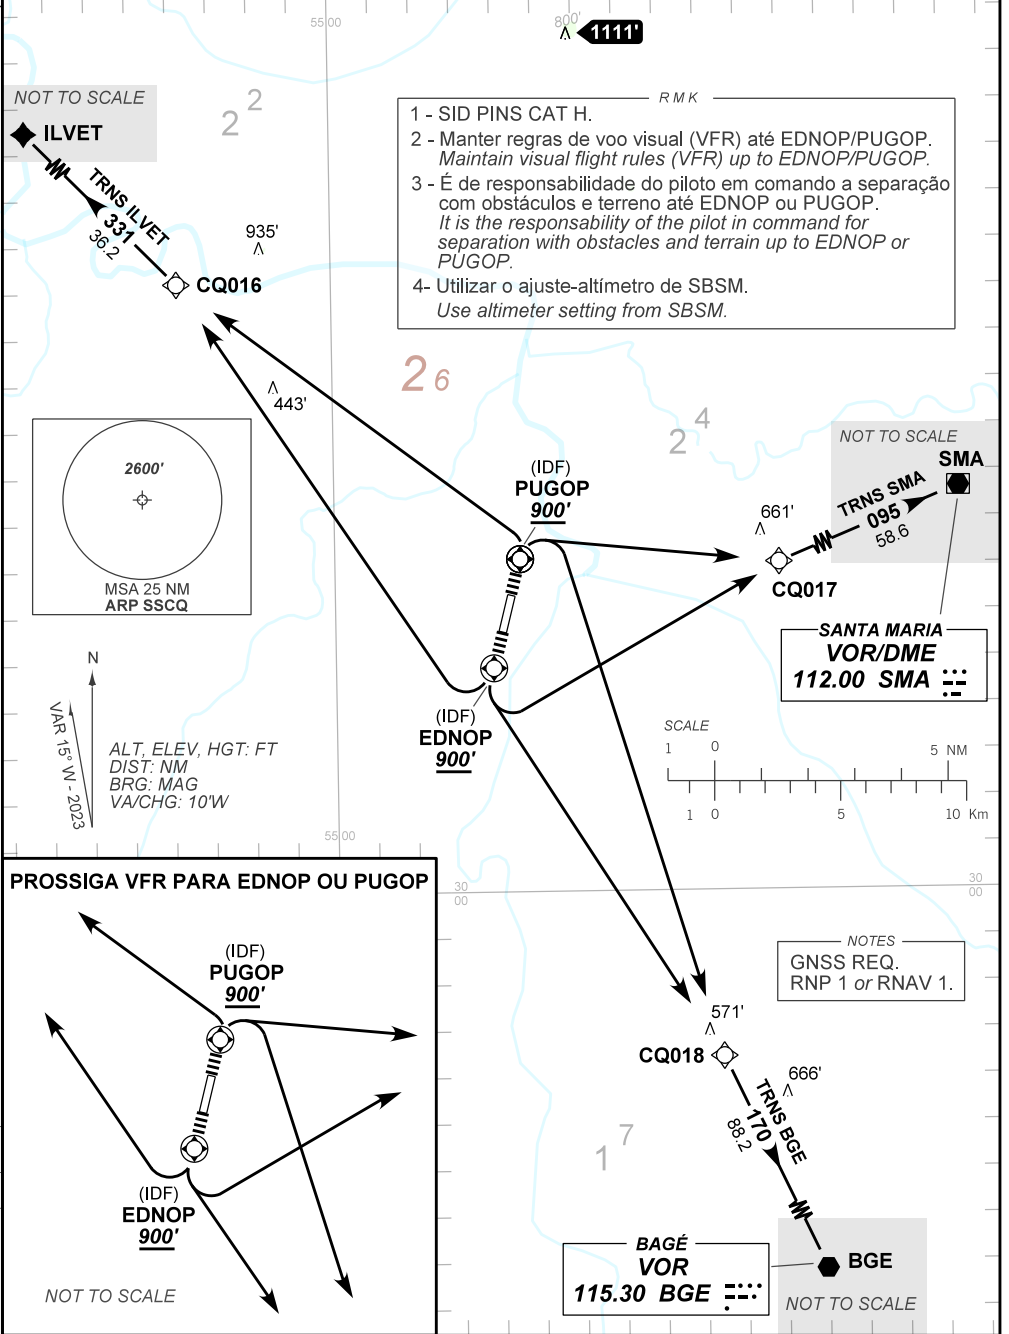 55 00
800'
1111'
NOT TO SCALE
ILVET
2 2
TRNS ILVET
331
36.2
935'
CQ016
RMK
1 - SID PINS CAT H.
2 - Manter regras de voo visual (VFR) até EDNOP/PUGOP.
Maintain visual flight rules (VFR) up to EDNOP/PUGOP.
3 - É de responsabilidade do piloto em comando a separação
com obstáculos e terreno até EDNOP ou PUGOP.
It is the responsability of the pilot in command for
separation with obstacles and terrain up to EDNOP or
PUGOP.
4- Utilizar o ajuste-altímetro de SBSM.
Use altimeter setting from SBSM.
2 6
443'
2 4
2600'
MSA 25 NM
ARP SSCQ
(IDF)
PUGOP
900'
NOT TO SCALE
SMA
TRNS SMA
095
58.6
661'
CQ017
SANTA MARIA
VOR/DME
112.00 SMA
(IDF)
EDNOP
900'
N
VAR 15° W - 2023
ALT, ELEV, HGT: FT
DIST: NM
BRG: MAG
VA/CHG: 10'W
SCALE
1 0 5 NM
1 0 5 10 Km
55 00
30
00
30
00
PROSSIGA VFR PARA EDNOP OU PUGOP
(IDF)
PUGOP
900'
(IDF)
EDNOP
900'
NOT TO SCALE
NOTES
GNSS REQ.
RNP 1 or RNAV 1.
571'
CQ018
666'
TRNS BGE
170
88.2
1 7
BAGÉ
VOR
115.30 BGE
BGE
NOT TO SCALE